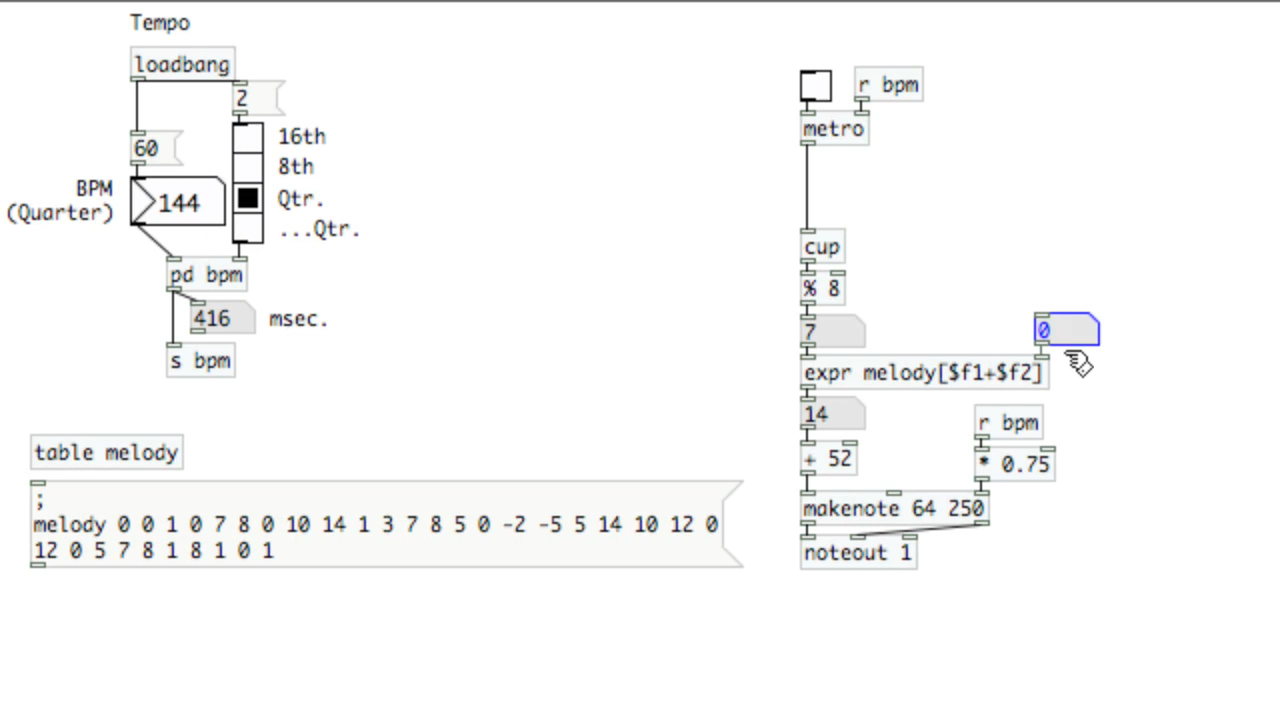 Tempo
loadbang
2
60
16th
8th
Qtr.
...Qtr.
BPM
(Quarter)
144
pd bpm
416
msec.
s bpm
table melody
;
melody 0 0 1 0 7 8 0 10 14 1 3 7 8 5 0 -2 -5 5 14 10 12 0
12 0 5 7 8 1 8 1 0 1
r bpm
metro
cup
% 8
7
0
expr melody[$f1+$f2]
14
+ 52
r bpm
* 0.75
makenote 64 250
noteout 1